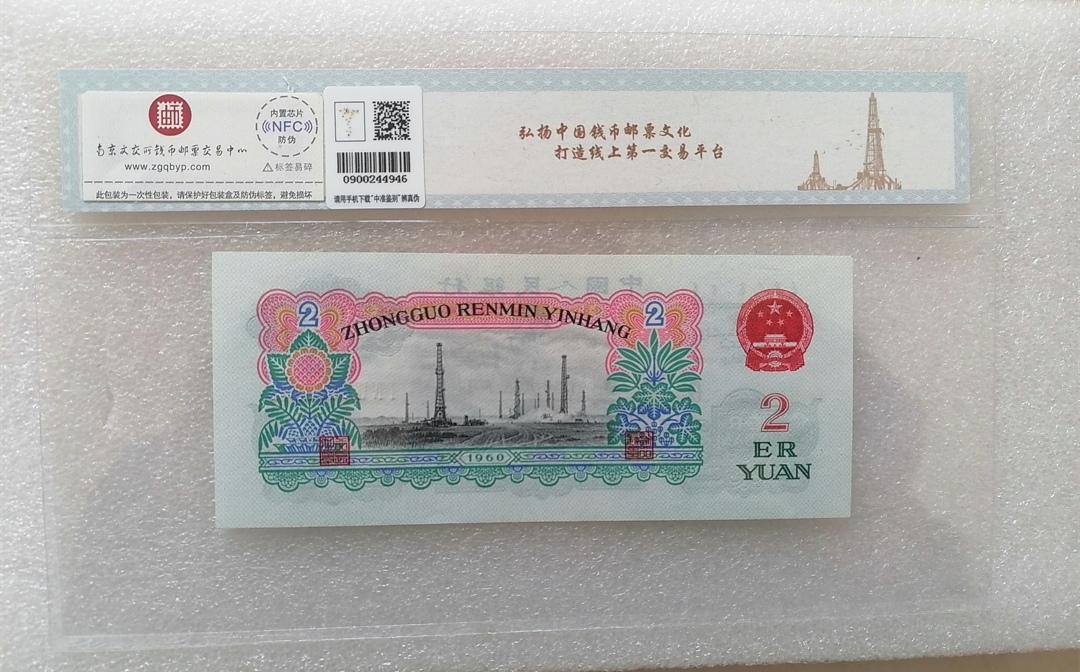 内置芯片
NFC
防伪
南京文交所钱币邮票交易中心
www.zgqbyp.com
标签易碎
此包装为一次性包装，请保护好包装盒及防伪标签，避免损坏
0900244946
请用手机下载"中准鉴别"辨真伪
弘扬中国钱币邮票文化
打造线上第一交易平台
2
ZHONGGUO RENMIN YINHANG
2
1960
2
ER
YUAN